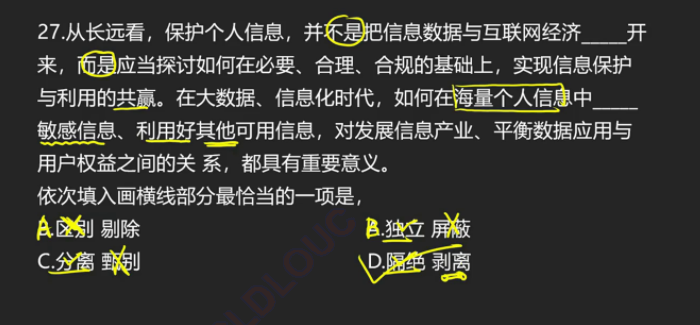 27.从长远看，保护个人信息，并不是把信息数据与互联网经济_____开
来，而是应当探讨如何在必要、合理、合规的基础上，实现信息保护
与利用的共赢。在大数据、信息化时代，如何在海量个人信息中_____
敏感信息、利用好其他可用信息，对发展信息产业、平衡数据应用与
用户权益之间的关 系，都具有重要意义。
依次填入画横线部分最恰当的一项是，
A.区别 剔除 B.独立 屏蔽
C.分离 甄别 D.隔绝 剥离